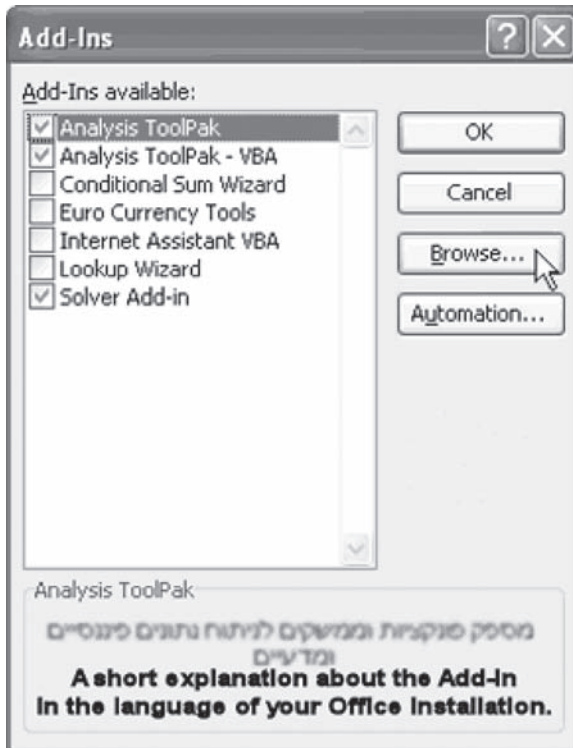 Add-Ins
Add-Ins available:
Analysis ToolPak
Analysis ToolPak - VBA
Conditional Sum Wizard
Euro Currency Tools
Internet Assistant VBA
Lookup Wizard
Solver Add-in
OK
Cancel
Browse...
Automation...
Analysis ToolPak
מספק פונקציות וממשקים לניתוח נתונים פיננסיים
ומדעיים
A short explanation about the Add-In
in the language of your Office Installation.